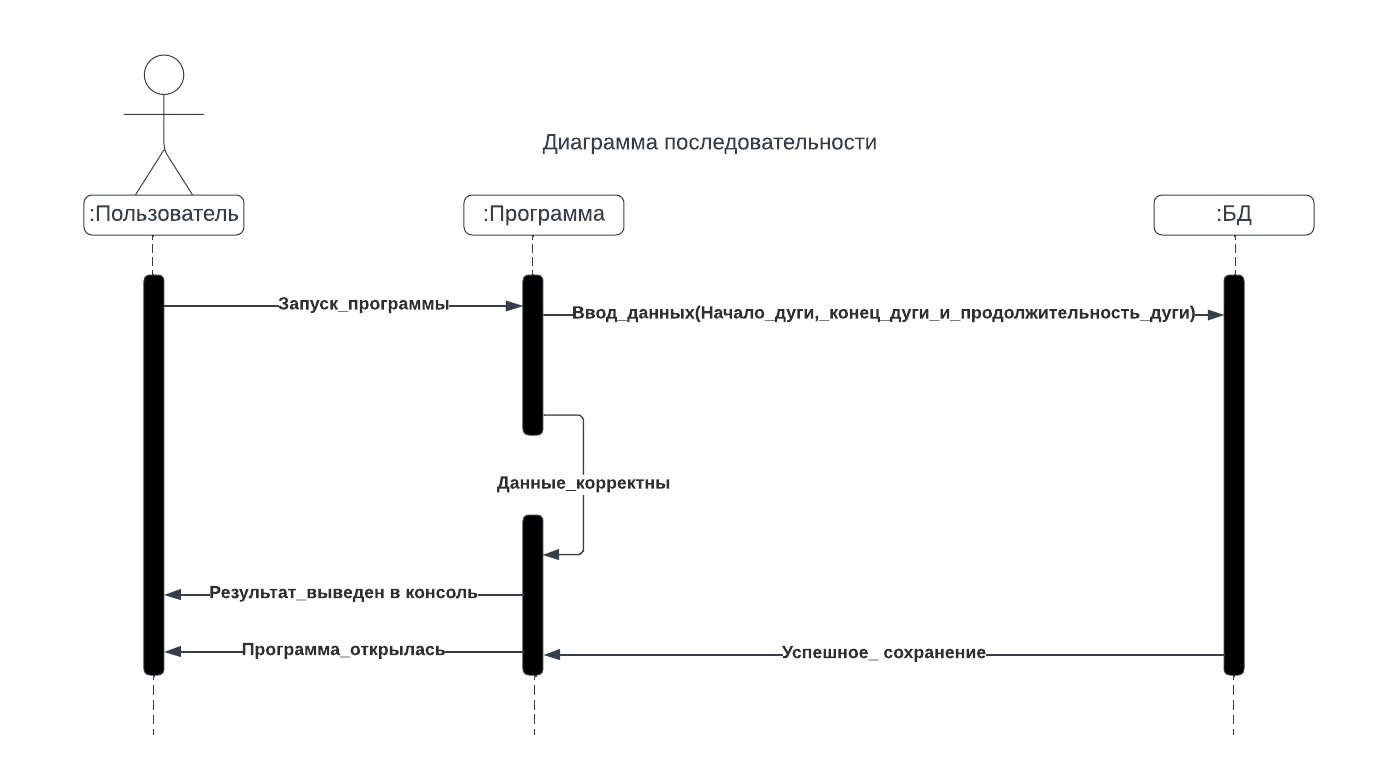 Диаграмма последовательности
:Пользователь
:Программа
:БД
Запуск_программы
Ввод_данных(Начало_дуги,_конец_дуги_и_продолжительность_дуги)
Данные_корректны
Результат_выведен в консоль
Программа_открылась
Успешное_ сохранение